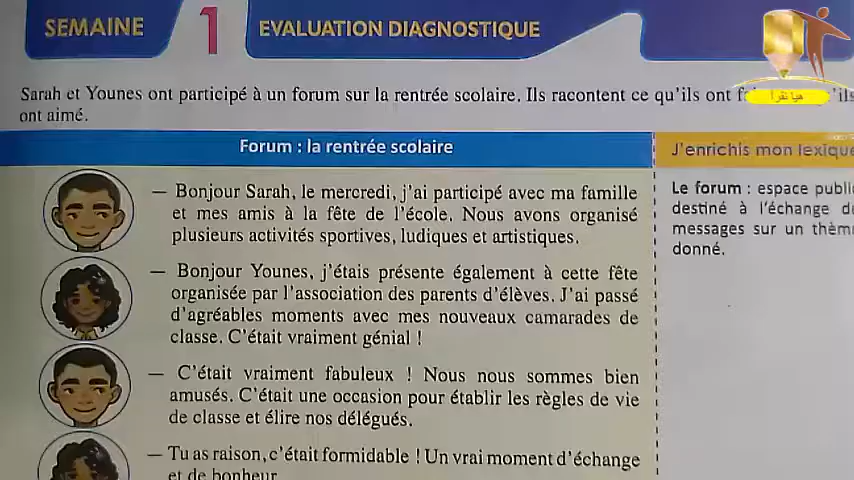 SEMAINE 1 EVALUATION DIAGNOSTIQUE
Sarah et Younes ont participé à un forum sur la rentrée scolaire. Ils racontent ce qu'ils ont
ont aimé.
Forum : la rentrée scolaire
— Bonjour Sarah, le mercredi, j'ai participé avec ma famille
et mes amis à la fête de l'école. Nous avons organisé
plusieurs activités sportives, ludiques et artistiques.
— Bonjour Younes, j'étais présente également à cette fête
organisée par l'association des parents d'élèves. J'ai passé
d'agréables moments avec mes nouveaux camarades de
classe. C'était vraiment génial !
— C'était vraiment fabuleux ! Nous nous sommes bien
amusés. C'était une occasion pour établir les règles de vie
de classe et élire nos délégués.
— Tu as raison, c'était formidable ! Un vrai moment d'échange
et de bonheur
J'enrichis mon lexique
Le forum : espace public
destiné à l'échange de
messages sur un thème
donné.
هيا نقرأ